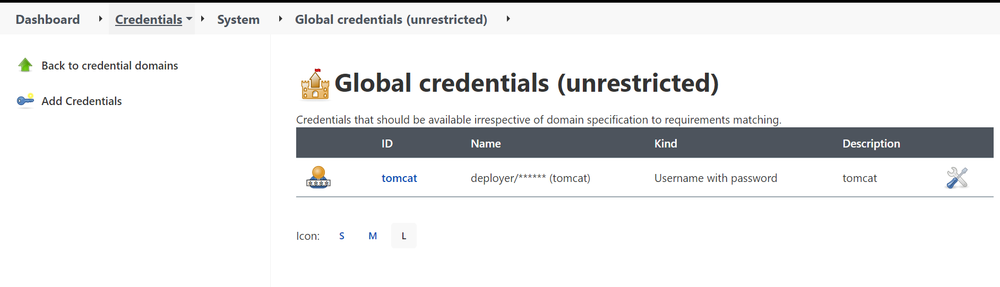 Dashboard Credentials System Global credentials (unrestricted)
Back to credential domains
Add Credentials
Global credentials (unrestricted)
Credentials that should be available irrespective of domain specification to requirements matching.
ID Name Kind Description
tomcat deployer/****** (tomcat) Username with password tomcat
Icon: S M L